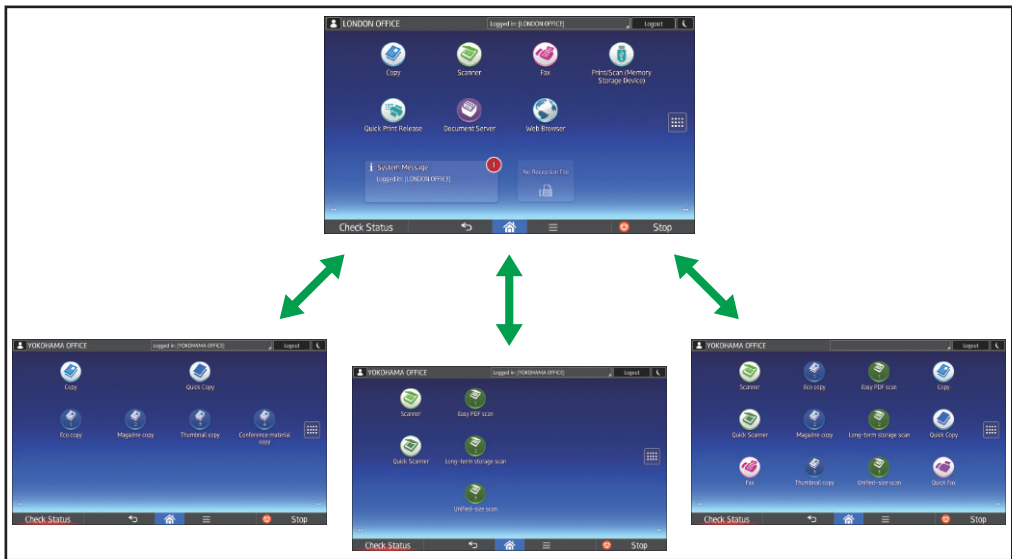 LONDON OFFICE
Logged in: [LONDON OFFICE]
Logout
Copy
Scanner
Fax
Print/Scan (Memory
Storage Device)
Quick Print Release
Document Server
Web Browser
System Message
1
Logged in: [LONDON OFFICE]
No Reception File
Check Status
Stop
YOKOHAMA OFFICE
Logged in: [YOKOHAMA OFFICE]
Logout
Copy
Quick Copy
Eco copy
Magazine copy
Thumbnail copy
Conference material
copy
Check Status
Stop
YOKOHAMA OFFICE
Logged in: [YOKOHAMA OFFICE]
Logout
Scanner
Easy PDF scan
Quick Scanner
Long-term storage scan
Unified-size scan
Check Status
Stop
YOKOHAMA OFFICE
Logout
Scanner
Eco copy
Easy PDF scan
Copy
Quick Scanner
Magazine copy
Long-term storage scan
Quick Copy
Fax
Thumbnail copy
Unified-size scan
Quick Fax
Check Status
Stop